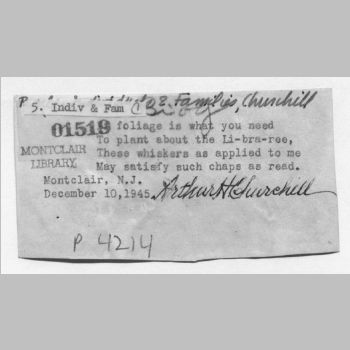 5. Indiv & Fam Families, Churchill
01519 foliage is what you need
To plant about the Li-bra-ree,
MONTCLAIR LIBRARY
These whiskers as applied to me
May satisfy such chaps as read.
Montclair, N.J.
December 10,1945. Arthur H Churchill
P 4214